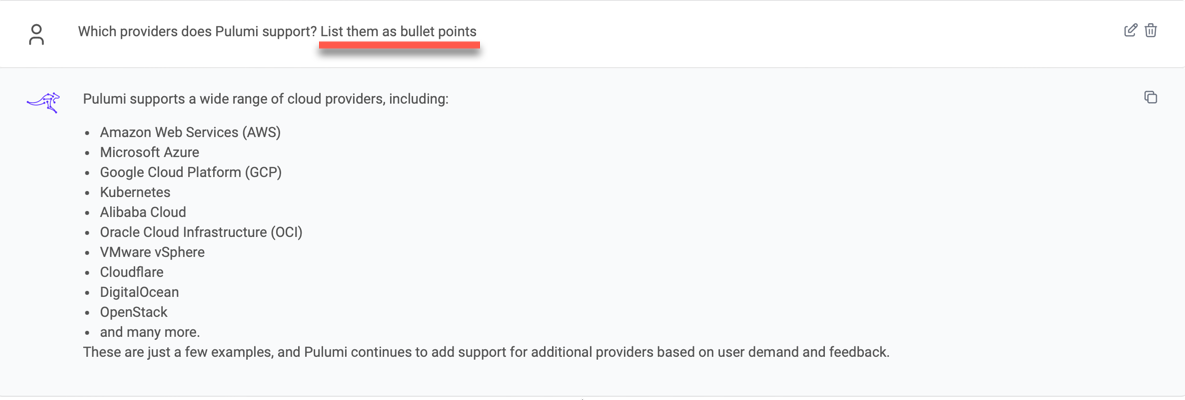 Which providers does Pulumi support? List them as bullet points
Pulumi supports a wide range of cloud providers, including:
• Amazon Web Services (AWS)
• Microsoft Azure
• Google Cloud Platform (GCP)
• Kubernetes
• Alibaba Cloud
• Oracle Cloud Infrastructure (OCI)
• VMware vSphere
• Cloudflare
• DigitalOcean
• OpenStack
• and many more.
These are just a few examples, and Pulumi continues to add support for additional providers based on user demand and feedback.